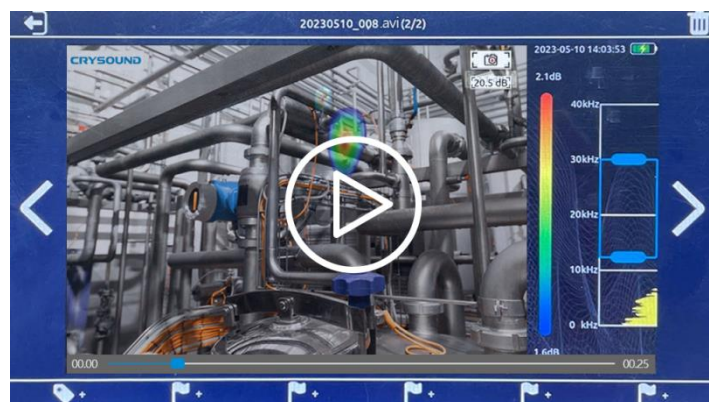 20230510_008.avi (2/2)
CRYSOUND
2023-05-10 14:03:53
20.5 dB
2.1dB
40kHz
30kHz
20kHz
10kHz
0 kHz
1.6dB
00.00
00.25
+
+
+
+
+
+